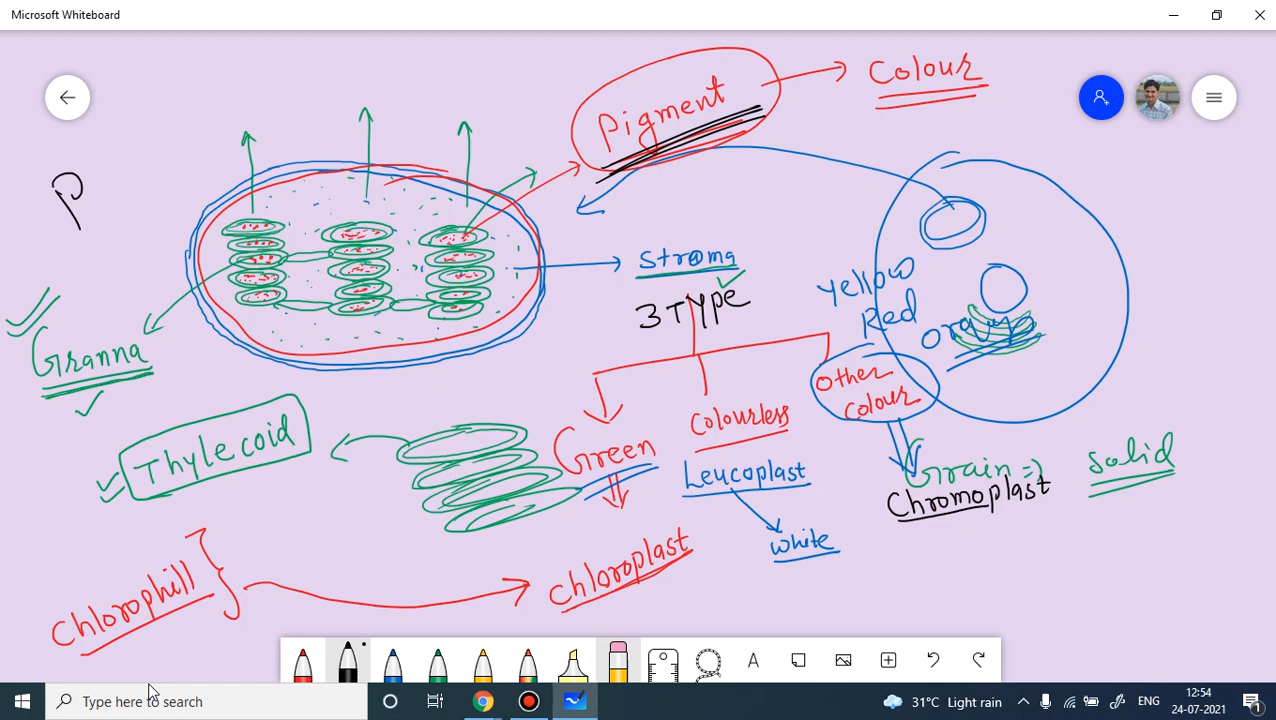 Microsoft Whiteboard
Pigment
Colour
P
stroma
3 Type
Yellow
Red
orange
Granna
Other
colour
Thylecoid
Green
Colourless
Leucoplast
white
Grain =>
solid
Chromoplast
Chlorophill
chloroplast
Type here to search
31°C Light rain
ENG
12:54
24-07-2021
1